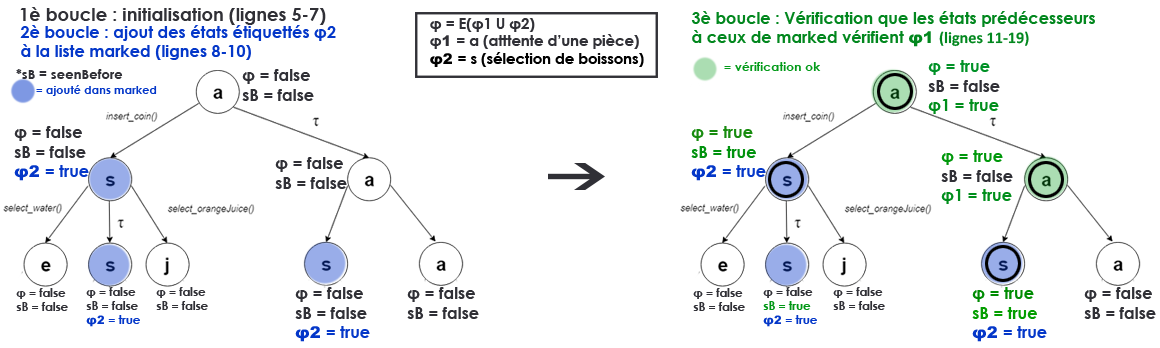 1è boucle : initialisation (lignes 5-7)
2è boucle : ajout des états étiquettés φ2
à la liste marked (lignes 8-10)
*sB = seenBefore
= ajouté dans marked
φ = false
sB = false
a
insert_coin()
τ
φ = false
sB = false
φ2 = true
s
φ = false
sB = false
a
select_water()
τ
select_orangeJuice()
e
s
j
s
a
φ = false
sB = false
φ = false
sB = false
φ2 = true
φ = false
sB = false
φ = false
sB = false
φ2 = true
φ = false
sB = false
φ = E(φ1 U φ2)
φ1 = a (atttente d'une pièce)
φ2 = s (sélection de boissons)
3è boucle : Vérification que les états prédécesseurs
à ceux de marked vérifient φ1 (lignes 11-19)
= vérification ok
φ = true
sB = false
φ1 = true
a
insert_coin()
τ
φ = true
sB = true
φ2 = true
s
φ = true
sB = false
φ1 = true
a
select_water()
τ
select_orangeJuice()
e
s
j
s
a
φ = false
sB = false
φ = false
sB = true
φ2 = true
φ = false
sB = false
φ = true
sB = true
φ2 = true
φ = false
sB = false